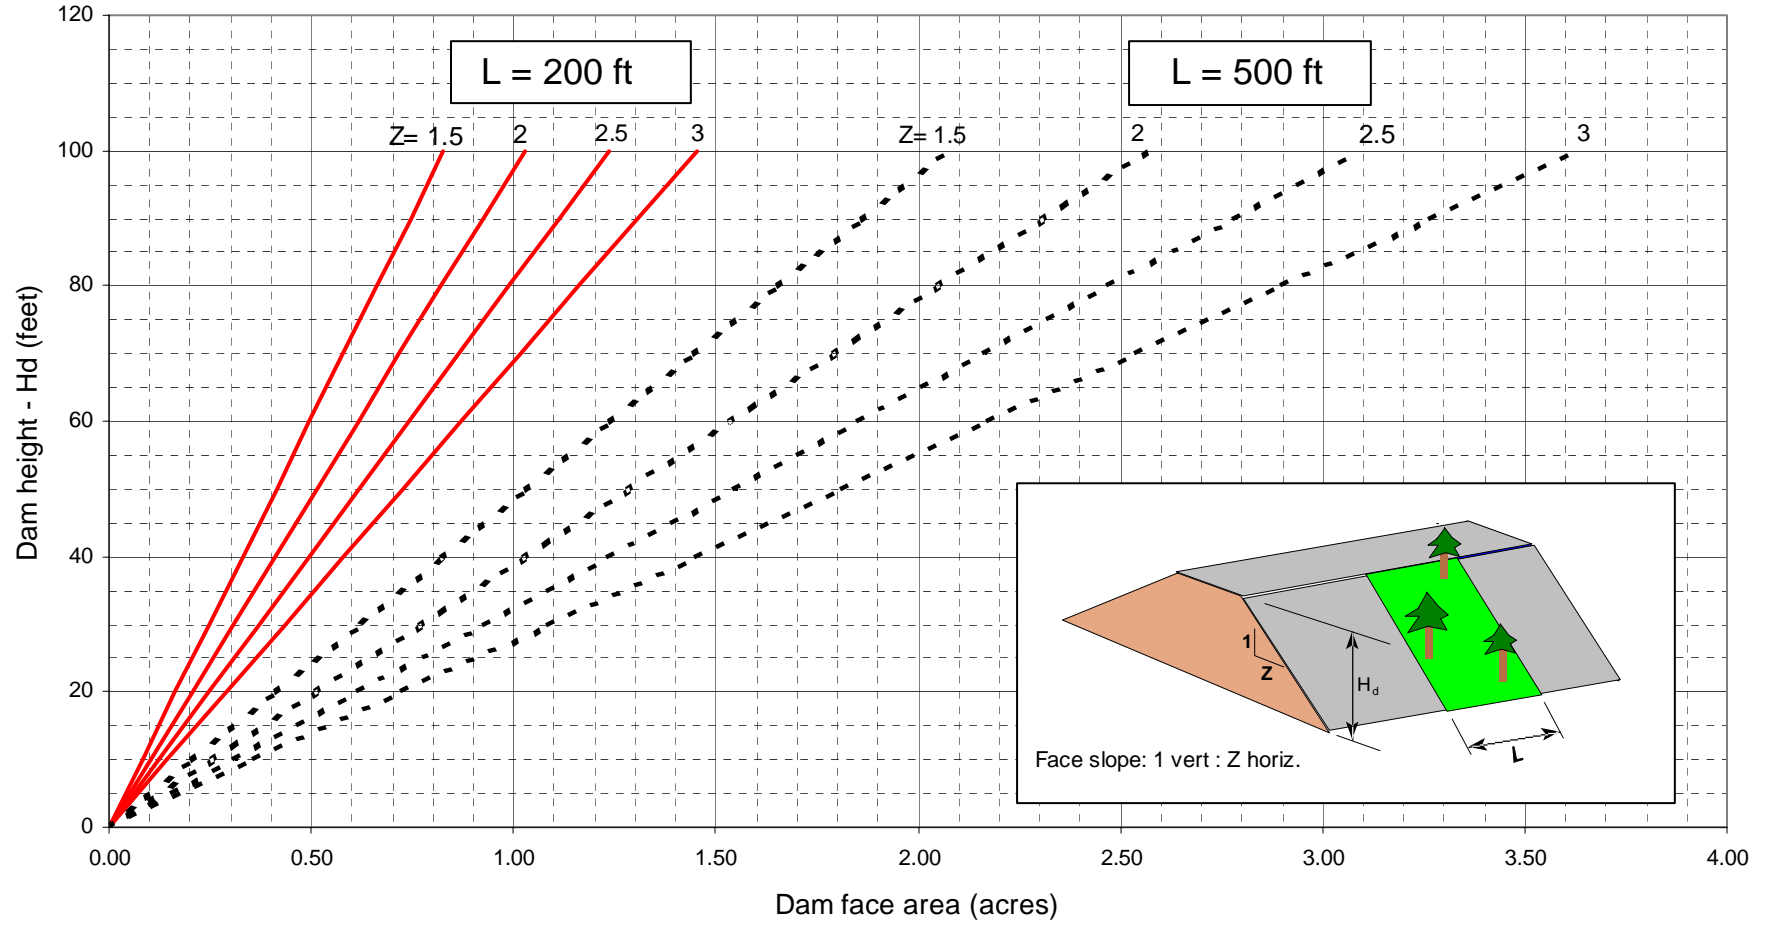 120
L = 200 ft
L = 500 ft
Z= 1.5
2
2.5
3
Z= 1.5
2
2.5
3
100
80
60
40
20
0
Dam height - Hd (feet)
1
Z
Hd
L
Face slope: 1 vert : Z horiz.
0.00
0.50
1.00
1.50
2.00
2.50
3.00
3.50
4.00
Dam face area (acres)